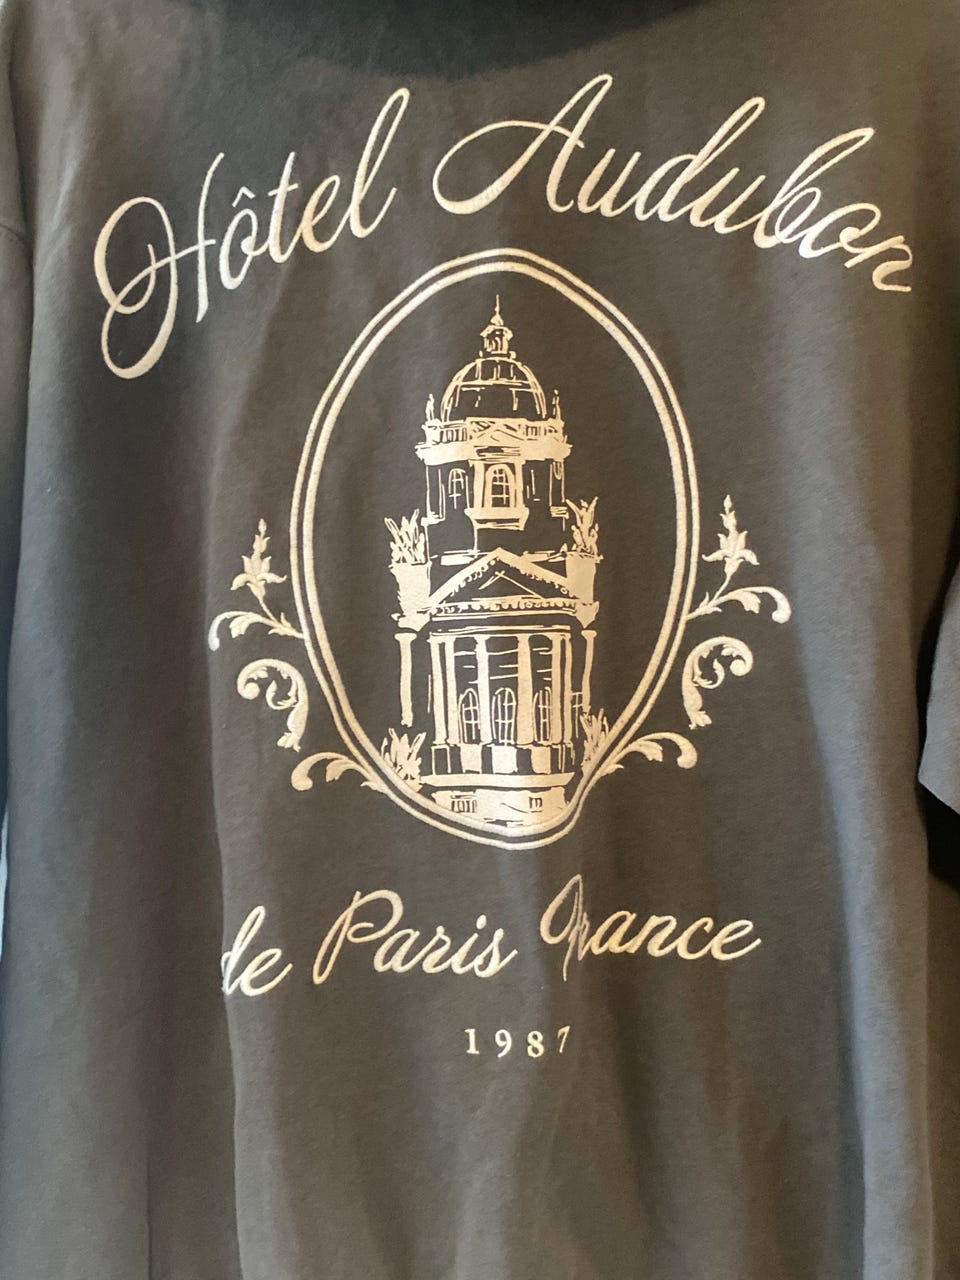 Hôtel Audubon
de Paris France
1987